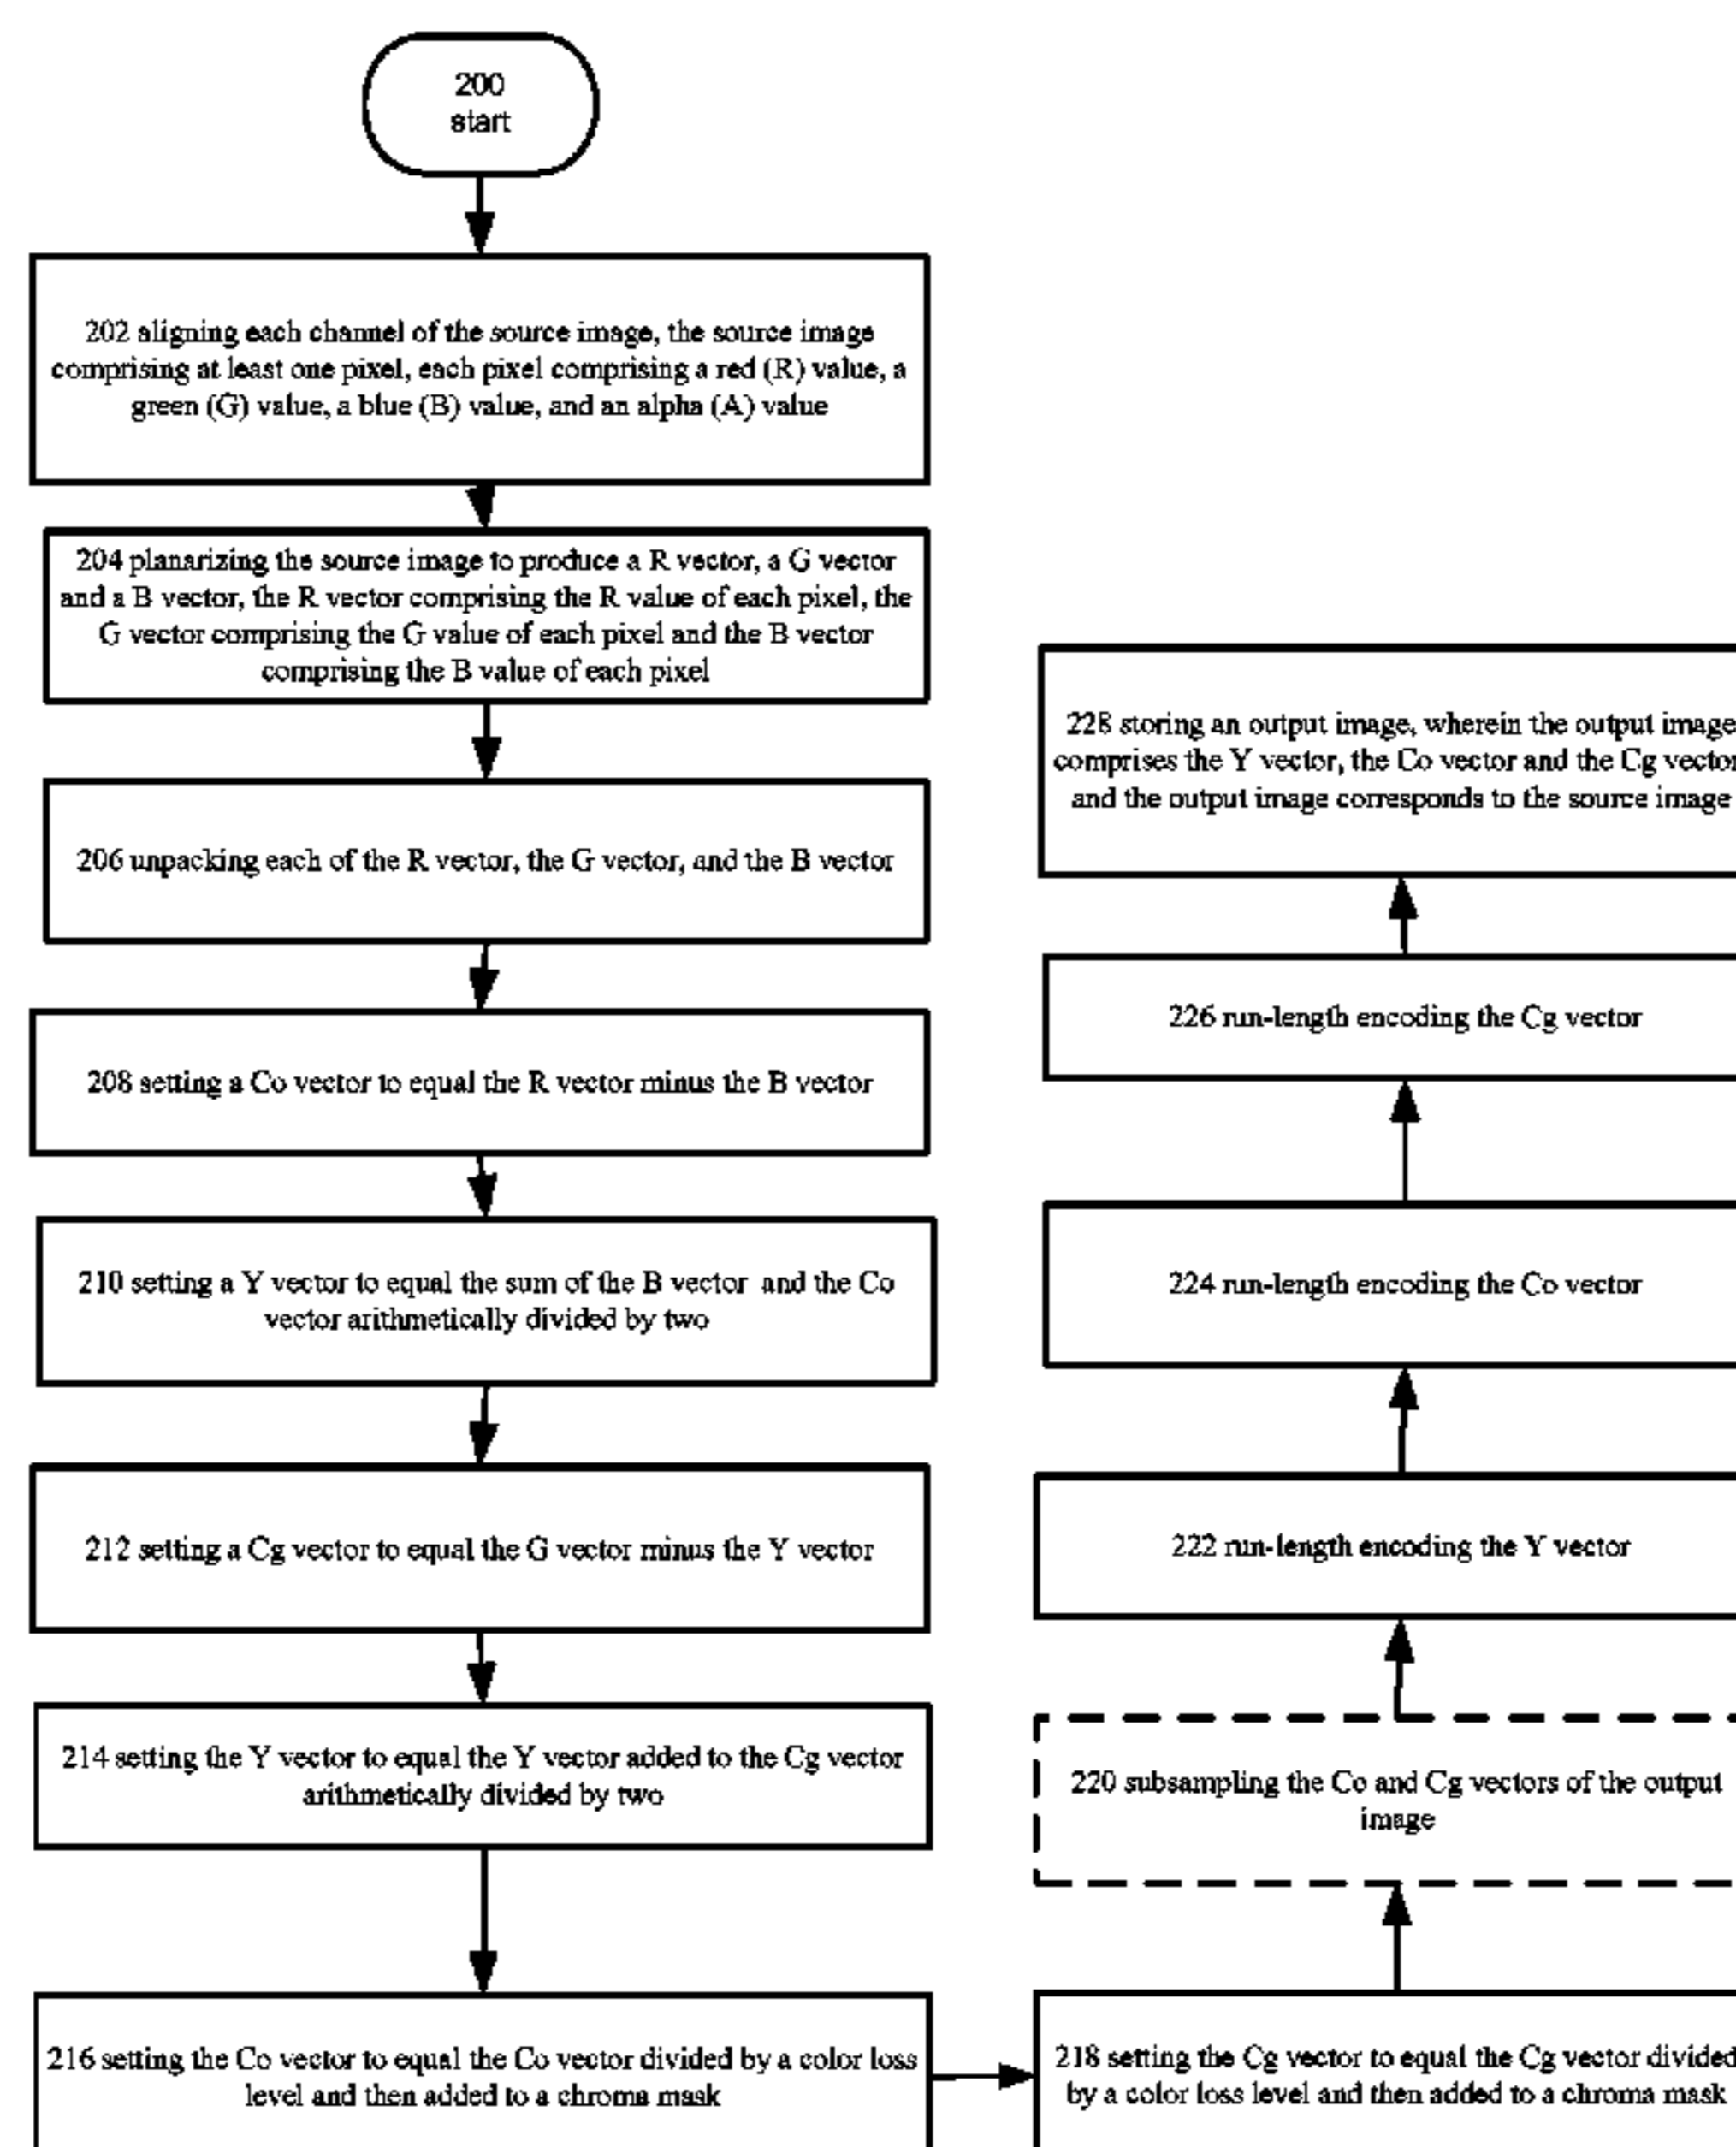 200
start
202 aligning each channel of the source image, the source image
comprising at least one pixel, each pixel comprising a red (R) value, a
green (G) value, a blue (B) value, and an alpha (A) value
204 planarizing the source image to produce a R vector, a G vector
and a B vector, the R vector comprising the R value of each pixel, the
G vector comprising the G value of each pixel and the B vector
comprising the B value of each pixel
206 unpacking each of the R vector, the G vector, and the B vector
208 setting a Co vector to equal the R vector minus the B vector
210 setting a Y vector to equal the sum of the B vector and the Co
vector arithmetically divided by two
212 setting a Cg vector to equal the G vector minus the Y vector
214 setting the Y vector to equal the Y vector added to the Cg vector
arithmetically divided by two
216 setting the Co vector to equal the Co vector divided by a color loss
level and then added to a chroma mask
218 setting the Cg vector to equal the Cg vector divided
by a color loss level and then added to a chroma mask
220 subsampling the Co and Cg vectors of the output
image
222 run-length encoding the Y vector
224 run-length encoding the Co vector
226 run-length encoding the Cg vector
228 storing an output image, wherein the output image
comprises the Y vector, the Co vector and the Cg vector
and the output image corresponds to the source image